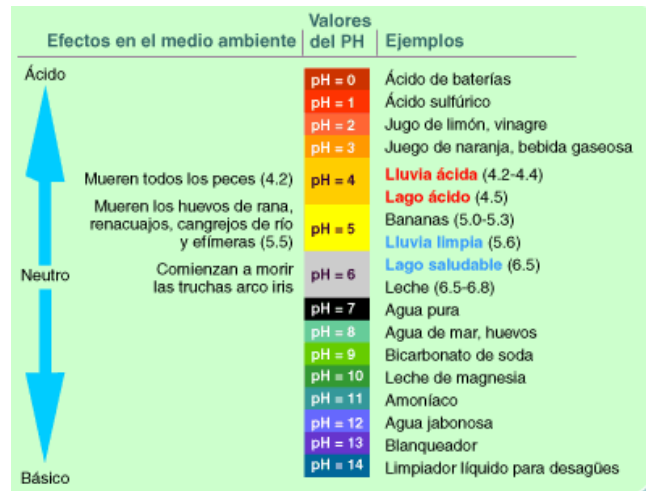 Efectos en el medio ambiente
Valores
del PH
Ejemplos
Ácido
pH = 0
Ácido de baterías
pH = 1
Ácido sulfúrico
pH = 2
Jugo de limón, vinagre
pH = 3
Juego de naranja, bebida gaseosa
Mueren todos los peces (4.2)
pH = 4
Lluvia ácida (4.2-4.4)
Lago ácido (4.5)
Mueren los huevos de rana,
renacuajos, cangrejos de río
y efímeras (5.5)
pH = 5
Bananas (5.0-5.3)
Lluvia limpia (5.6)
Neutro
Comienzan a morir
las truchas arco iris
pH = 6
Lago saludable (6.5)
Leche (6.5-6.8)
pH = 7
Agua pura
pH = 8
Agua de mar, huevos
pH = 9
Bicarbonato de soda
pH = 10
Leche de magnesia
pH = 11
Amoníaco
pH = 12
Agua jabonosa
pH = 13
Blanqueador
pH = 14
Limpiador líquido para desagües
Básico